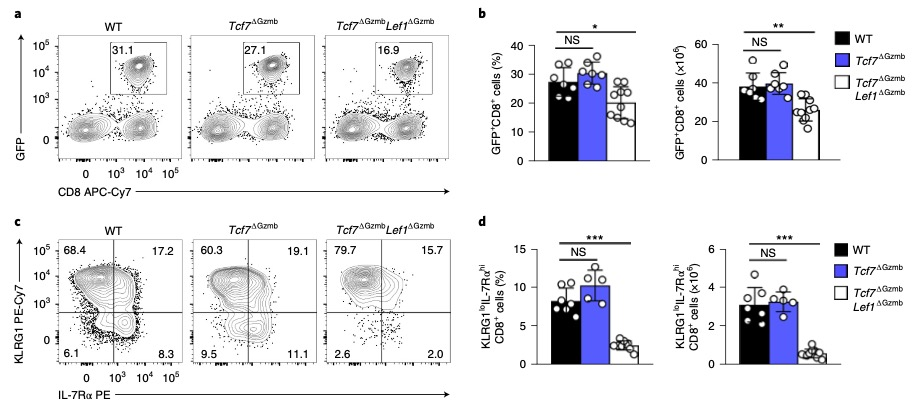 a
WT
Tcf7ΔGzmb
Tcf7ΔGzmbLef1ΔGzmb
31.1
27.1
16.9
10⁵
10⁴
10³
0
GFP
0 10³ 10⁴ 10⁵
CD8 APC-Cy7
b
*
NS
40
30
20
10
0
GFP⁺CD8⁺ cells (%)
**
NS
60
40
20
0
GFP⁺CD8⁺ cells (×10⁶)
WT
Tcf7ΔGzmb
Tcf7ΔGzmb
Lef1ΔGzmb
c
WT
Tcf7ΔGzmb
Tcf7ΔGzmbLef1ΔGzmb
68.4 17.2
60.3 19.1
79.7 15.7
10⁵
10⁴
10³
0
KLRG1 PE-Cy7
6.1 8.3
9.5 11.1
2.6 2.0
0 10³ 10⁴ 10⁵
IL-7Rα PE
d
***
NS
15
10
5
0
KLRG1loIL-7Rαhi
CD8⁺ cells (%)
***
NS
6
4
2
0
KLRG1loIL-7Rαhi
CD8⁺ cells (×10⁶)
WT
Tcf7ΔGzmb
Tcf7ΔGzmb
Lef1ΔGzmb